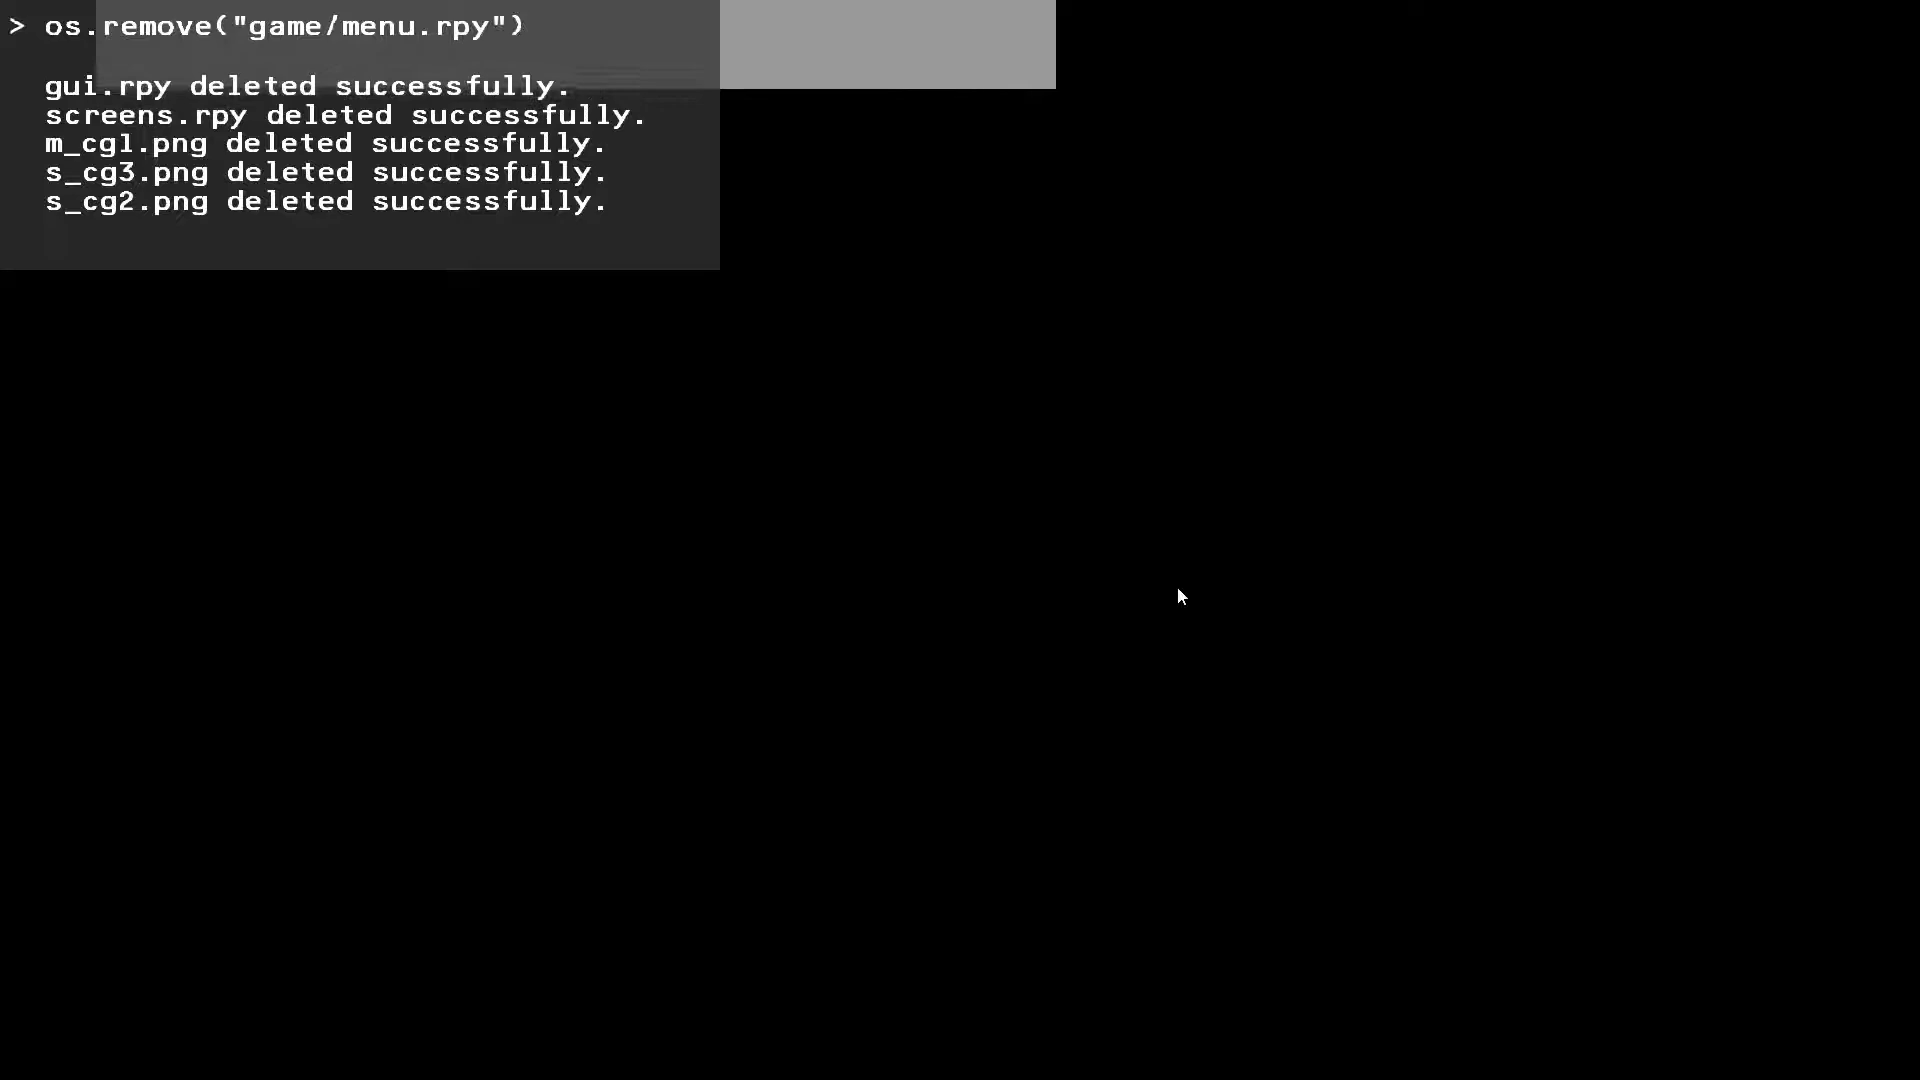 > os.remove("game/menu.rpy")
gui.rpy deleted successfully.
screens.rpy deleted successfully.
m_cg1.png deleted successfully.
s_cg3.png deleted successfully.
s_cg2.png deleted successfully.